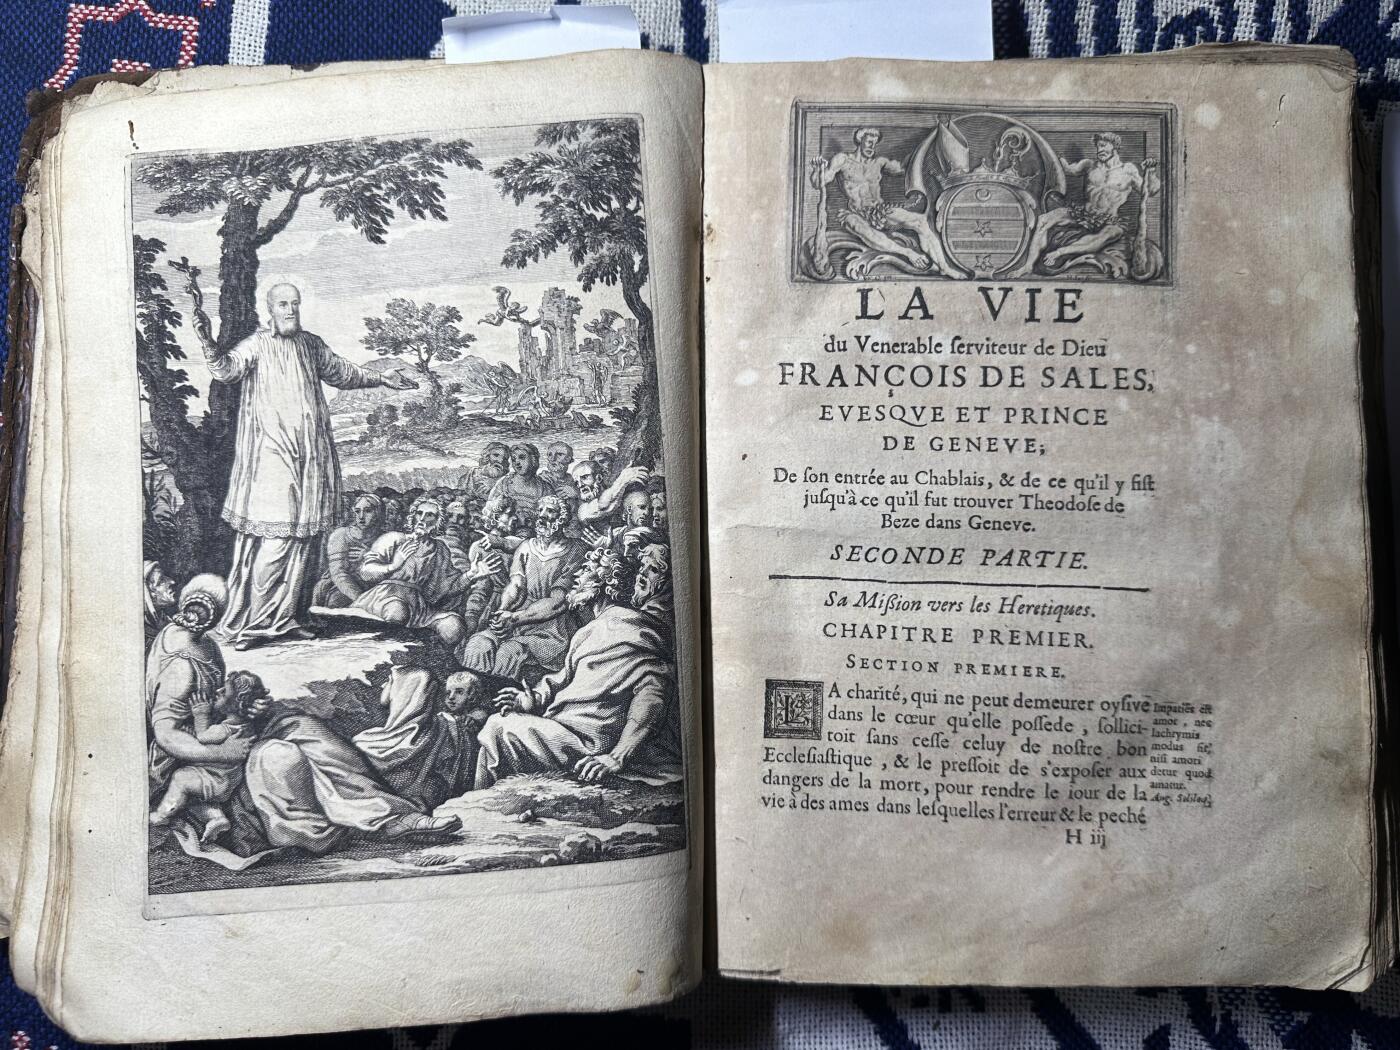 LA VIE
du Venerable ſerviteur de Dieu
FRANÇOIS DE SALES,
EVESQVE ET PRINCE
DE GENEVE;
De ſon entrée au Chablais, & de ce qu'il y fiſt
juſqu'à ce qu'il fut trouver Theodoſe de
Beze dans Geneve.
SECONDE PARTIE.
Sa Miſſion vers les Heretiques.
CHAPITRE PREMIER.
SECTION PREMIERE.
LA charité, qui ne peut demeurer oyſive
dans le cœur qu'elle poſſede, ſollici-
toit ſans ceſſe celuy de noſtre bon
Eccleſiaſtique, & le preſſoit de s'expoſer aux
dangers de la mort, pour rendre le iour de la
vie à des ames dans leſquelles l'erreur & le peché
Impatiēs eſt
amor, nec
lachrymis
modus ſit,
niſi amori
detur quod
amatur.
Aug. Soliloq.
H iij